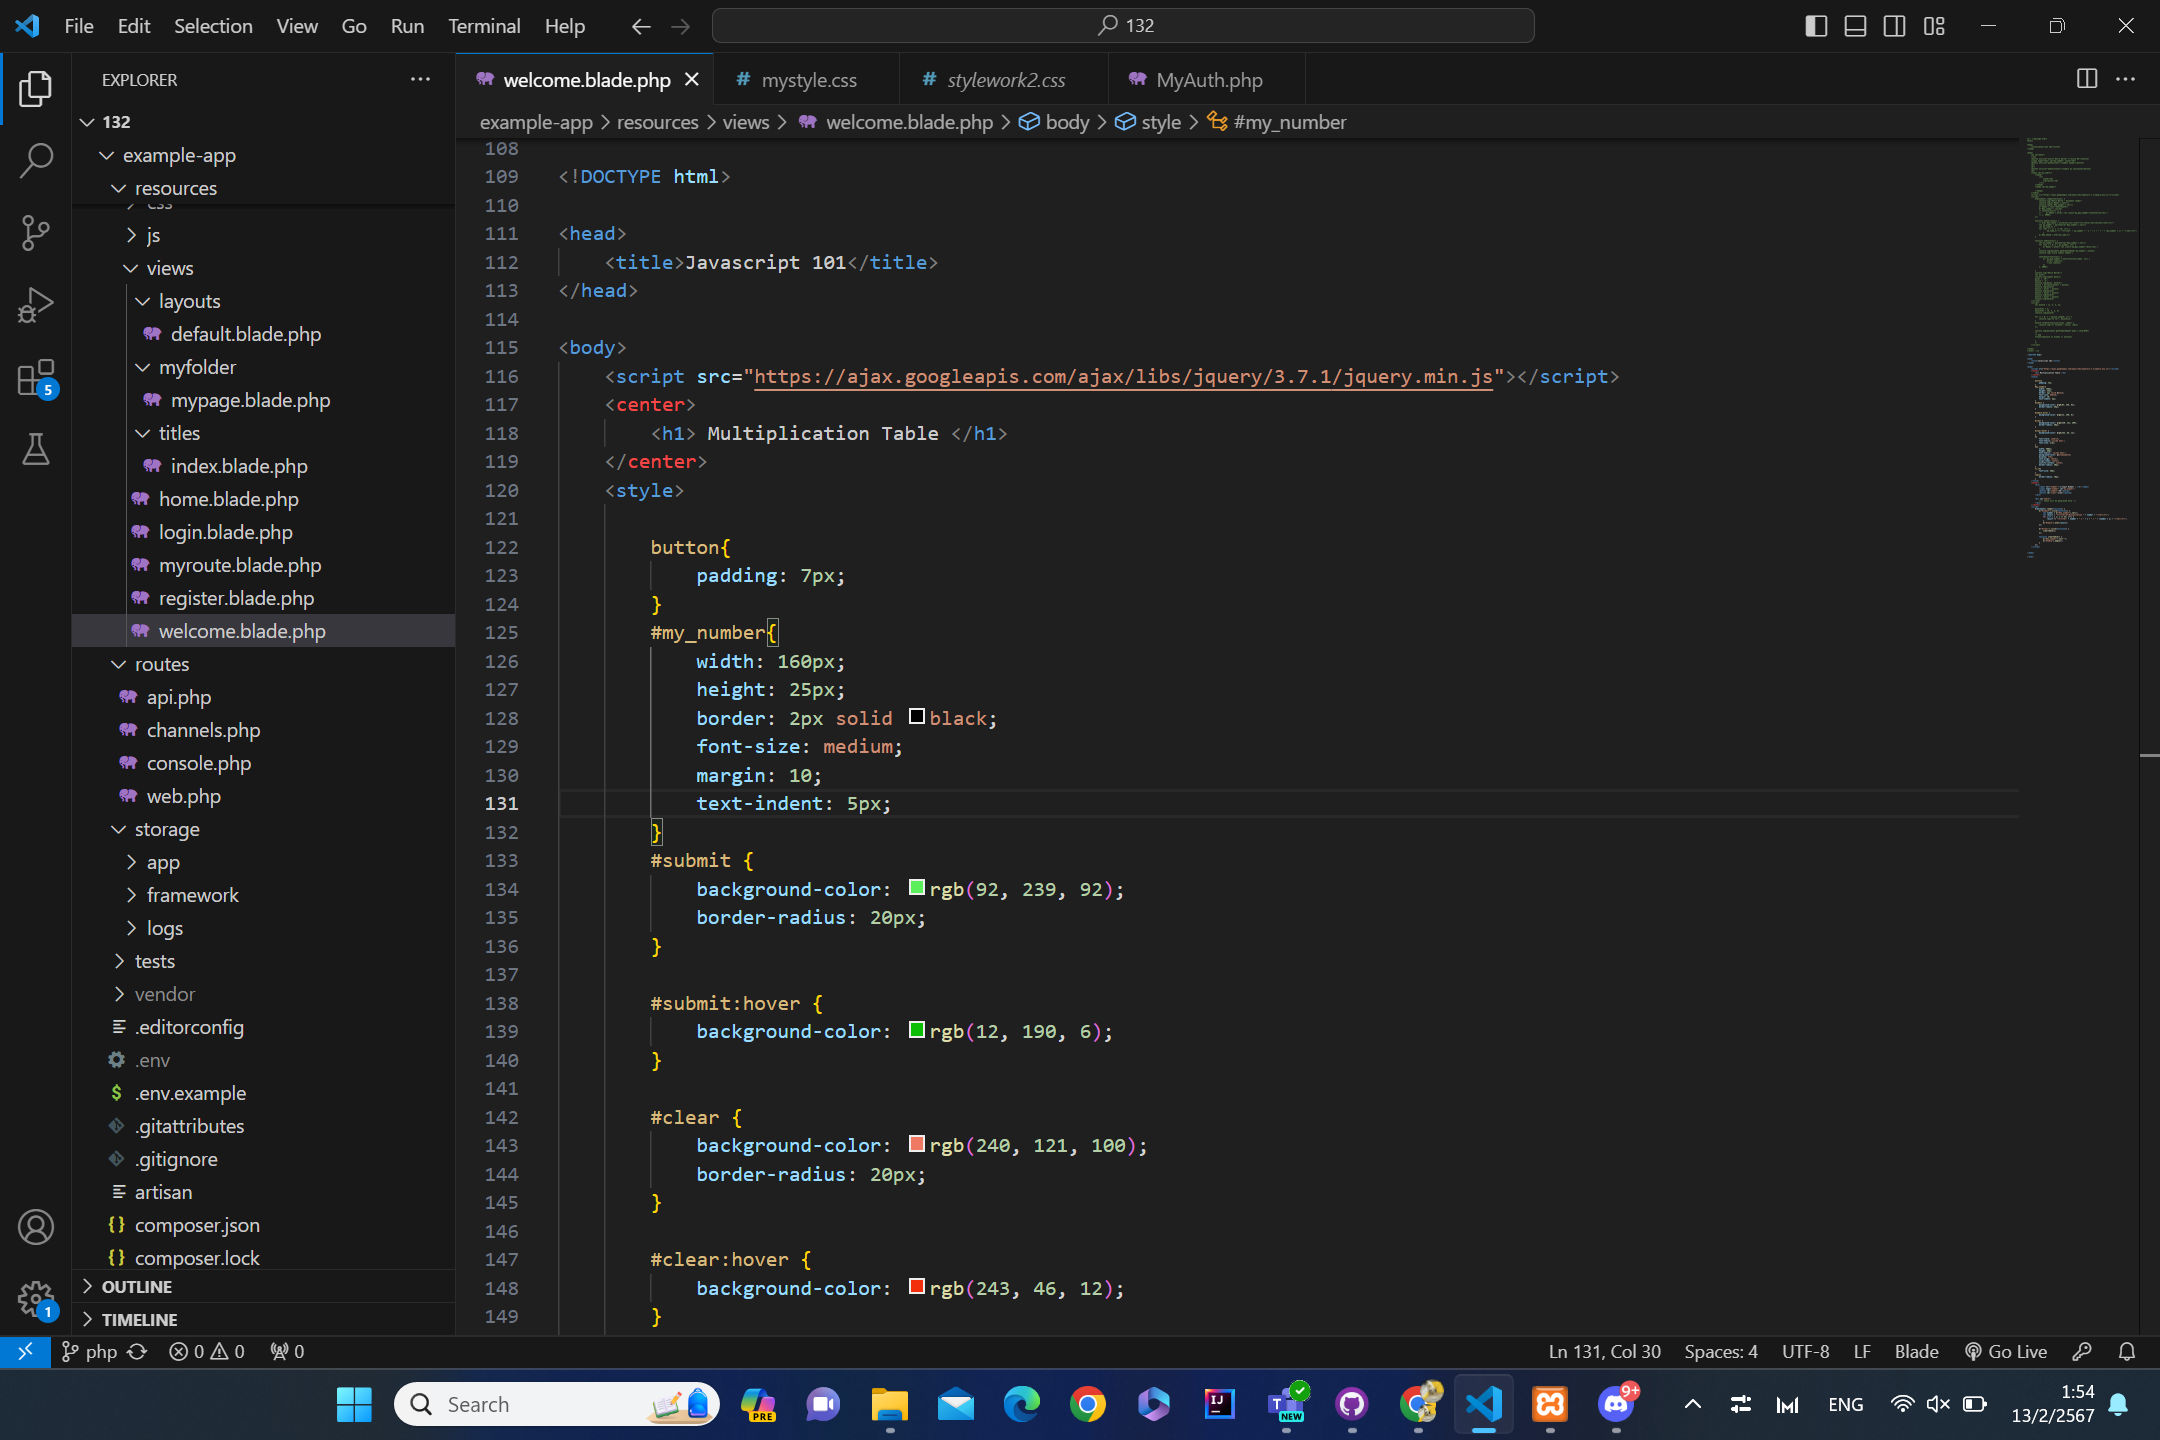 File Edit Selection View Go Run Terminal Help
132
EXPLORER
132
example-app
resources
css
js
views
layouts
default.blade.php
myfolder
mypage.blade.php
titles
index.blade.php
home.blade.php
login.blade.php
myroute.blade.php
register.blade.php
welcome.blade.php
routes
api.php
channels.php
console.php
web.php
storage
app
framework
logs
tests
vendor
.editorconfig
.env
.env.example
.gitattributes
.gitignore
artisan
composer.json
composer.lock
OUTLINE
TIMELINE
5
1
welcome.blade.php
mystyle.css
stylework2.css
MyAuth.php
example-app > resources > views > welcome.blade.php > body > style > #my_number
108
109 <!DOCTYPE html>
110
111 <head>
112 <title>Javascript 101</title>
113 </head>
114
115 <body>
116 <script src="https://ajax.googleapis.com/ajax/libs/jquery/3.7.1/jquery.min.js"></script>
117 <center>
118 <h1> Multiplication Table </h1>
119 </center>
120 <style>
121
122 button{
123 padding: 7px;
124 }
125 #my_number{
126 width: 160px;
127 height: 25px;
128 border: 2px solid black;
129 font-size: medium;
130 margin: 10;
131 text-indent: 5px;
132 }
133 #submit {
134 background-color: rgb(92, 239, 92);
135 border-radius: 20px;
136 }
137
138 #submit:hover {
139 background-color: rgb(12, 190, 6);
140 }
141
142 #clear {
143 background-color: rgb(240, 121, 100);
144 border-radius: 20px;
145 }
146
147 #clear:hover {
148 background-color: rgb(243, 46, 12);
149 }
php 0 0 0
Ln 131, Col 30 Spaces: 4 UTF-8 LF Blade Go Live
Search
PRE
IJ
T
NEW
9+
ENG
1:54
13/2/2567